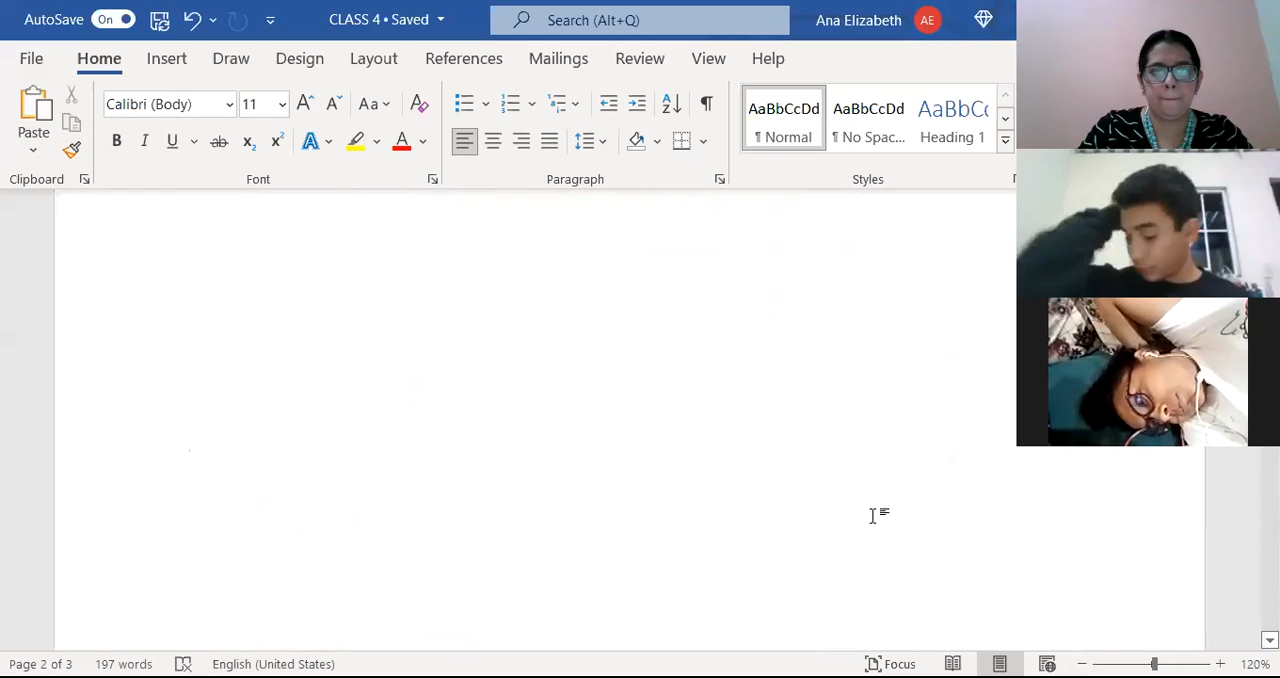 AutoSave On CLASS 4 • Saved Search (Alt+Q) Ana Elizabeth AE
File Home Insert Draw Design Layout References Mailings Review View Help
Paste Calibri (Body) 11 Aa AaBbCcDd AaBbCcDd AaBbCc
¶ Normal ¶ No Spac... Heading 1
Clipboard Font Paragraph Styles
Page 2 of 3 197 words English (United States) Focus 120%